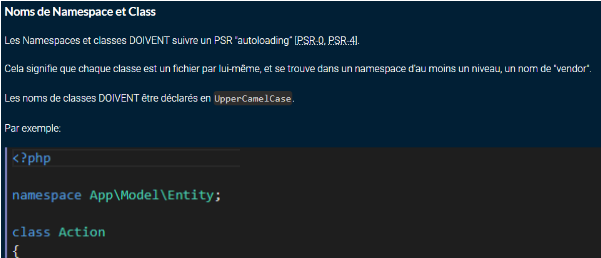 Noms de Namespace et Class
Les Namespaces et classes DOIVENT suivre un PSR "autoloading" [PSR-0, PSR-4].
Cela signifie que chaque classe est un fichier par lui-même, et se trouve dans un namespace d'au moins un niveau, un nom de "vendor".
Les noms de classes DOIVENT être déclarés en UpperCamelCase.
Par exemple:
<?php
namespace App\Model\Entity;
class Action
{